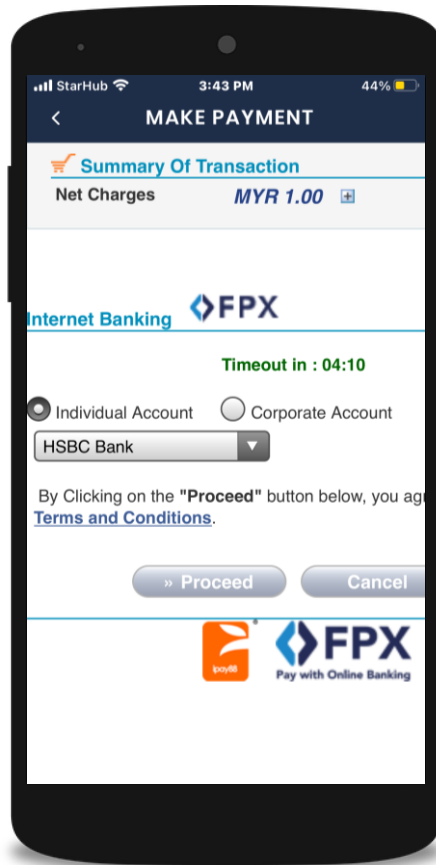 StarHub 3:43 PM 44%
MAKE PAYMENT
Summary Of Transaction
Net Charges MYR 1.00
Internet Banking FPX
Timeout in : 04:10
Individual Account Corporate Account
HSBC Bank
By Clicking on the "Proceed" button below, you ag
Terms and Conditions.
» Proceed Cancel
ipay88 FPX
Pay with Online Banking